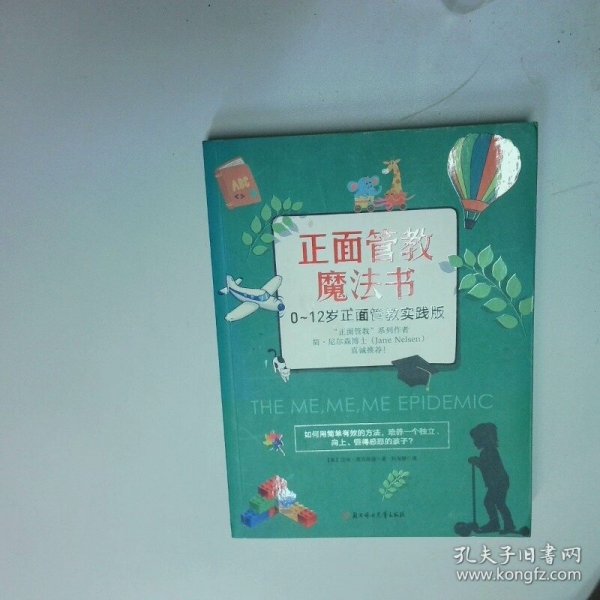 ABC
正面管教
魔法书
0~12岁正面管教实践版
“正面管教”系列作者
简·尼尔森博士（Jane Nelsen）
真诚推荐！
THE ME, ME, ME EPIDEMIC
如何用简单有效的方法，培养一个独立、
向上、懂得感恩的孩子？
孔夫子旧书网
www.kongfz.com